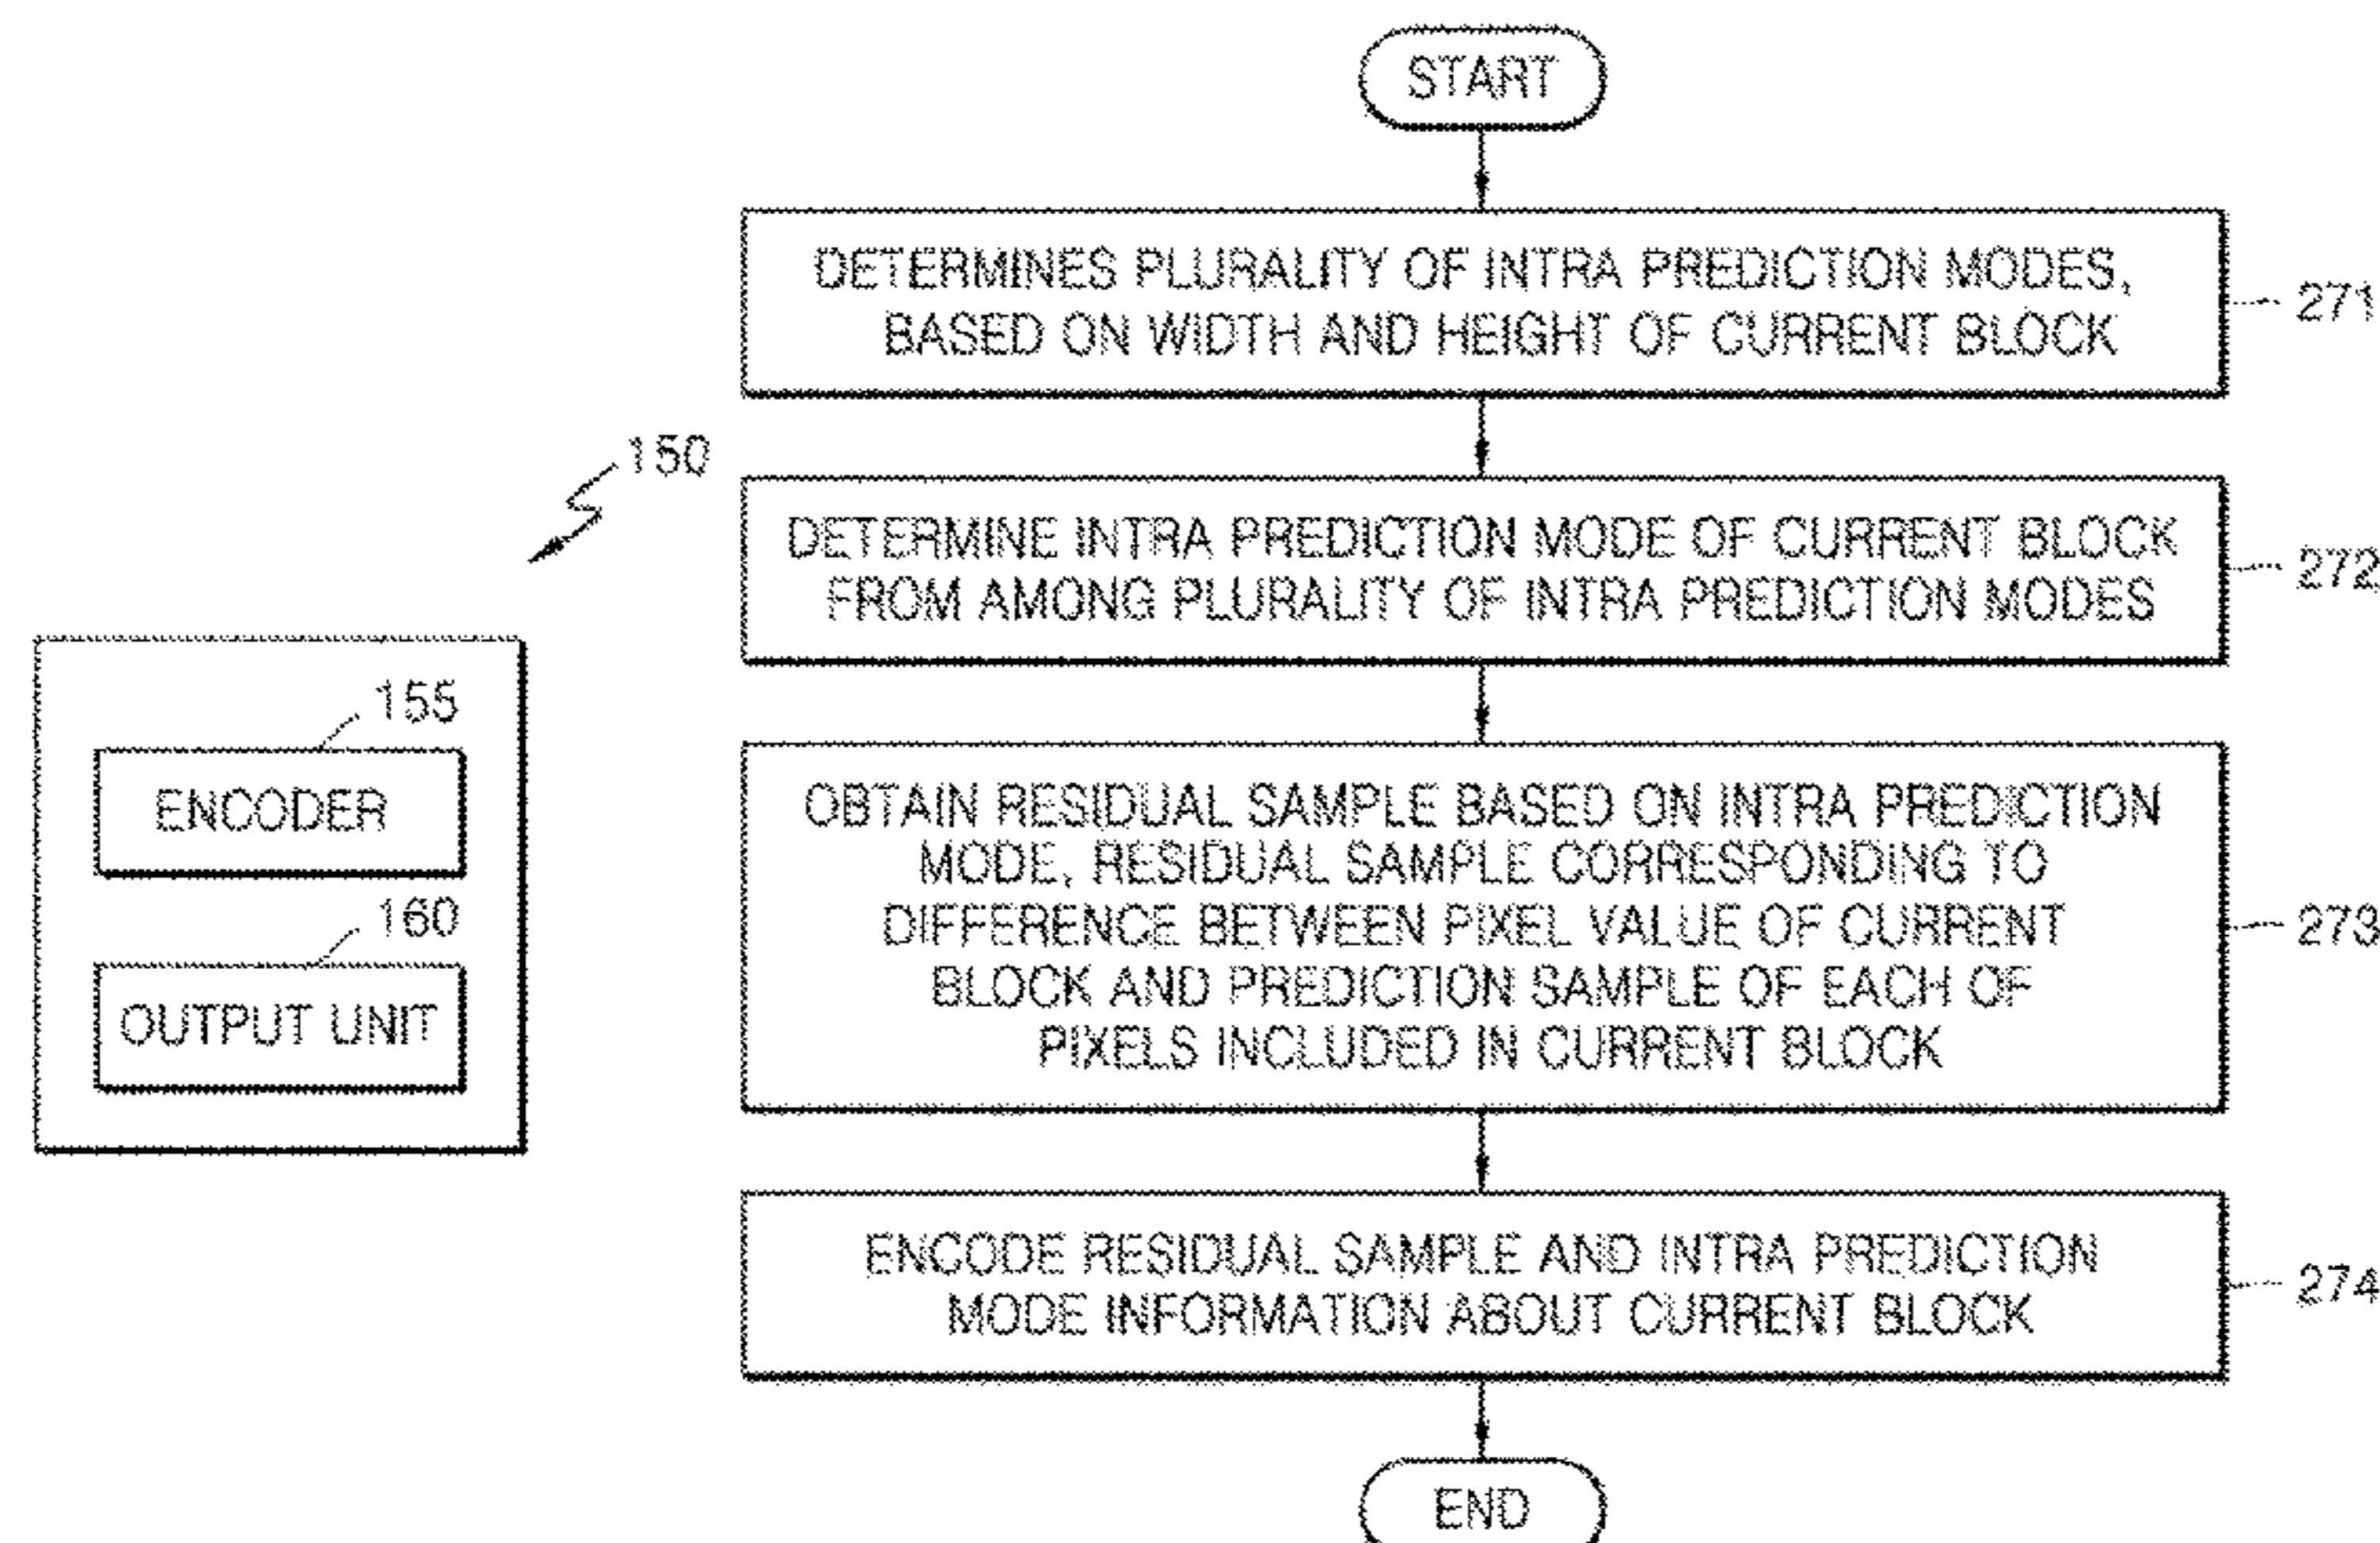 150
155
ENCODER
160
OUTPUT UNIT
START
DETERMINES PLURALITY OF INTRA PREDICTION MODES,
BASED ON WIDTH AND HEIGHT OF CURRENT BLOCK
271
DETERMINE INTRA PREDICTION MODE OF CURRENT BLOCK
FROM AMONG PLURALITY OF INTRA PREDICTION MODES
272
OBTAIN RESIDUAL SAMPLE BASED ON INTRA PREDICTION
MODE, RESIDUAL SAMPLE CORRESPONDING TO
DIFFERENCE BETWEEN PIXEL VALUE OF CURRENT
BLOCK AND PREDICTION SAMPLE OF EACH OF
PIXELS INCLUDED IN CURRENT BLOCK
273
ENCODE RESIDUAL SAMPLE AND INTRA PREDICTION
MODE INFORMATION ABOUT CURRENT BLOCK
274
END